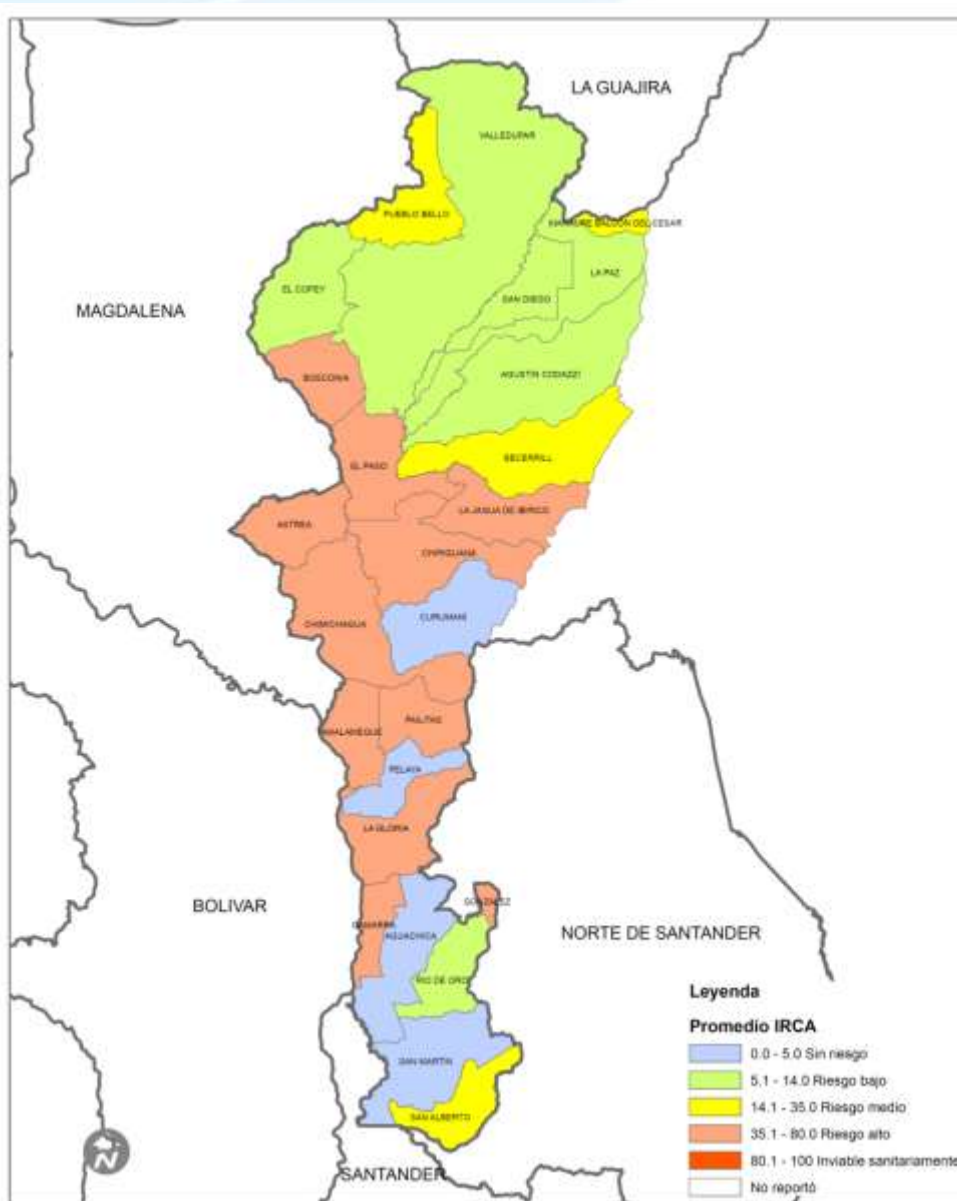 LA GUAJIRA
VALLEDUPAR
PUEBLO BELLO
MANAURE BALCON DEL CESAR
LA PAZ
EL COPEY
SAN DIEGO
MAGDALENA
AGUSTIN CODAZZI
BOSCONIA
BECERRILL
EL PASO
LA JAGUA DE IBIRICO
ASTREA
CHIRIGUANA
CURUMANI
CHIMICHAGUA
PAILITAS
TAMALAMEQUE
PELAYA
LA GLORIA
BOLIVAR
GONZALEZ
GAMARRA
AGUACHICA
NORTE DE SANTANDER
RIO DE ORO
SAN MARTIN
SAN ALBERTO
SANTANDER
N
Leyenda
Promedio IRCA
0.0 - 5.0 Sin riesgo
5.1 - 14.0 Riesgo bajo
14.1 - 35.0 Riesgo medio
35.1 - 80.0 Riesgo alto
80.1 - 100 Inviable sanitariamente
No reportó